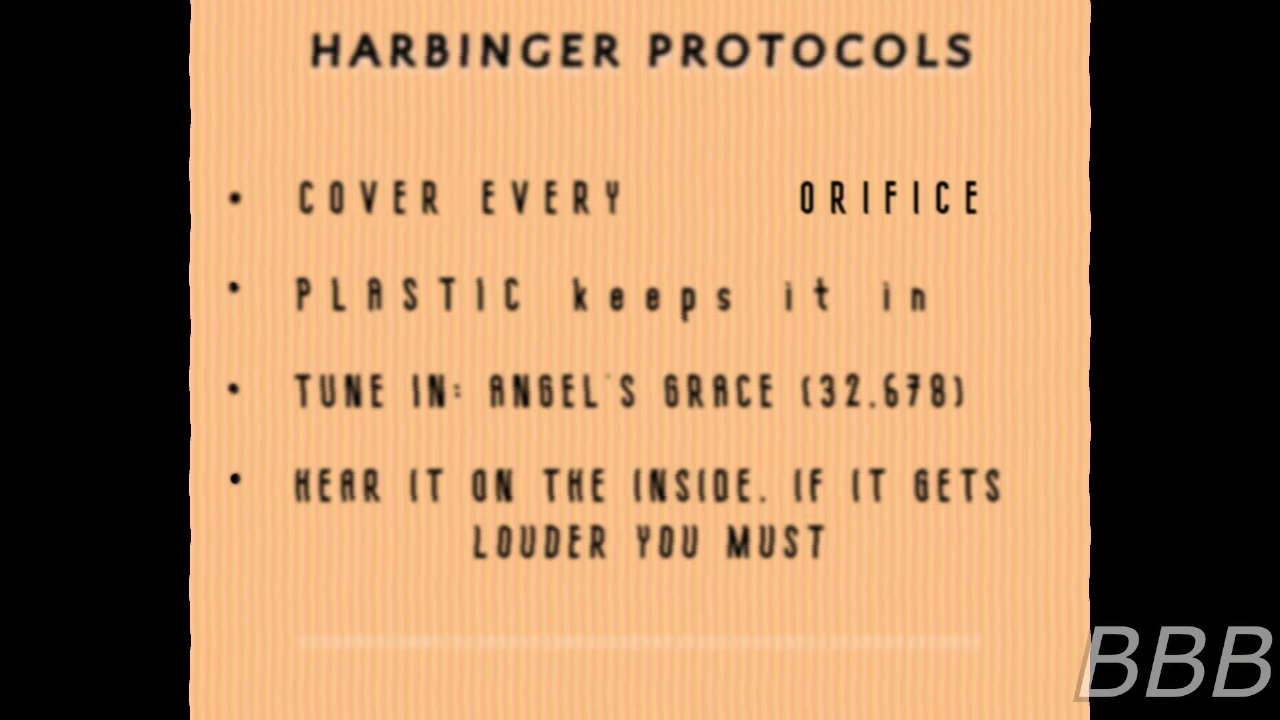 HARBINGER PROTOCOLS
• COVER EVERY ORIFICE
• PLASTIC keeps it in
• TUNE IN: ANGEL'S GRACE (32.678)
• HEAR IT ON THE INSIDE. IF IT GETS
LOUDER YOU MUST
BBB